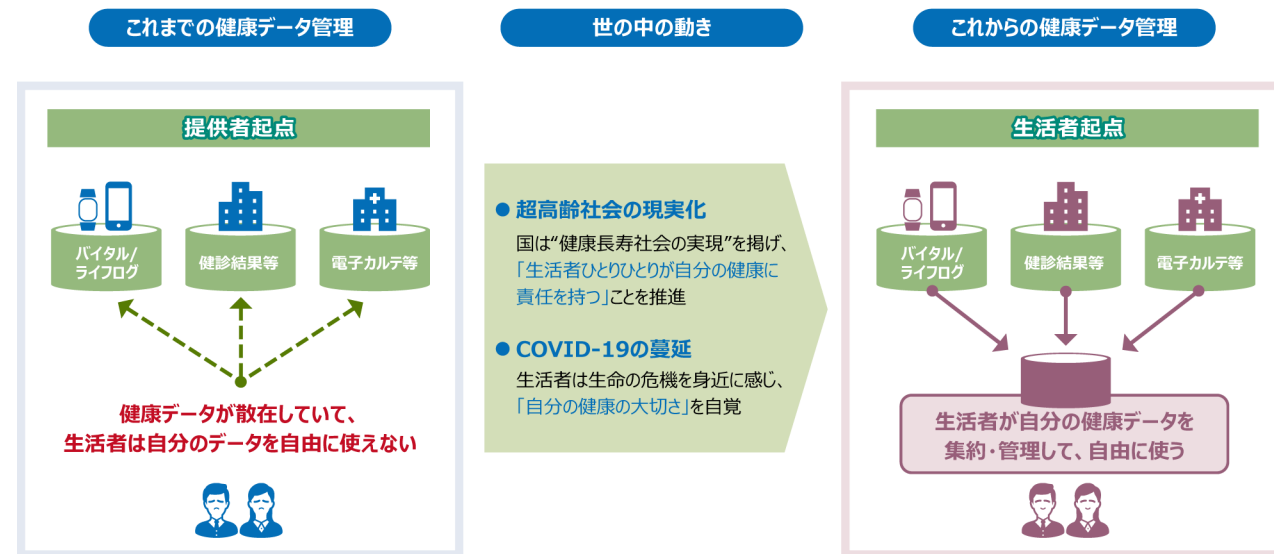 これまでの健康データ管理
世の中の動き
これからの健康データ管理
提供者起点
バイタル/
ライフログ
健診結果等
電子カルテ等
健康データが散在していて、
生活者は自分のデータを自由に使えない
●超高齢社会の現実化
国は“健康長寿社会の実現”を掲げ、
「生活者ひとりひとりが自分の健康に
責任を持つ」ことを推進
●COVID-19の蔓延
生活者は生命の危機を身近に感じ、
「自分の健康の大切さ」を自覚
生活者起点
バイタル/
ライフログ
健診結果等
電子カルテ等
生活者が自分の健康データを
集約・管理して、自由に使う